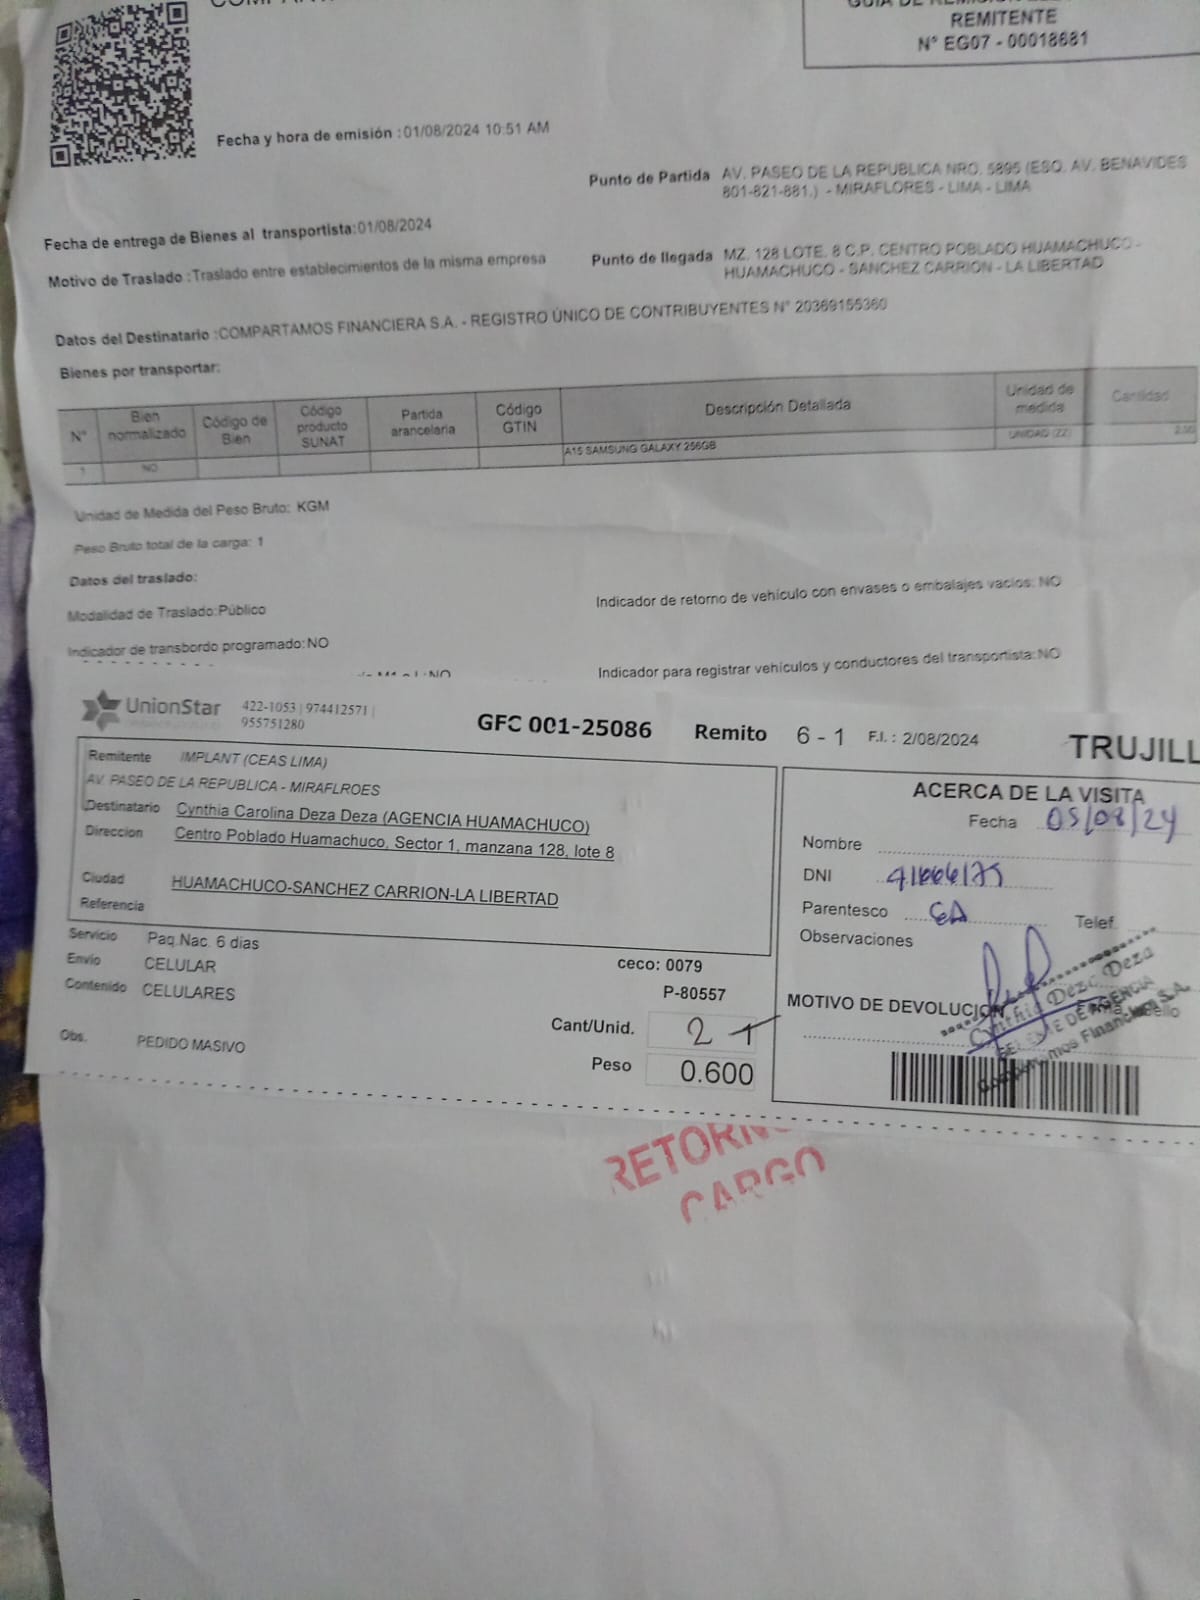 REMITENTE
N° EG07 - 00018681
Fecha y hora de emisión :01/08/2024 10:51 AM
Punto de Partida AV. PASEO DE LA REPUBLICA NRO. 5895 (ESQ. AV. BENAVIDES
801-821-881.) - MIRAFLORES - LIMA - LIMA
Fecha de entrega de Bienes al transportista:01/08/2024
Motivo de Traslado :Traslado entre establecimientos de la misma empresa
Punto de llegada MZ. 128 LOTE. 8 C.P. CENTRO POBLADO HUAMACHUCO -
HUAMACHUCO - SANCHEZ CARRION - LA LIBERTAD
Datos del Destinatario :COMPARTAMOS FINANCIERA S.A. - REGISTRO ÚNICO DE CONTRIBUYENTES N° 20369155360
Bienes por transportar:
N° Bien normalizado Código de Bien Código producto SUNAT Partida arancelaria Código GTIN Descripción Detallada Unidad de medida Cantidad
1 NO A15 SAMSUNG GALAXY 256GB UNIDAD (ZZ) 2.00
Unidad de Medida del Peso Bruto: KGM
Peso Bruto total de la carga: 1
Datos del traslado:
Modalidad de Traslado:Público
Indicador de retorno de vehículo con envases o embalajes vacíos: NO
Indicador de transbordo programado:NO
Indicador para registrar vehículos y conductores del transportista:NO
UnionStar 422-1053 | 974412571 |
955751280
GFC 001-25086 Remito 6 - 1 F.I. : 2/08/2024 TRUJILL
Remitente IMPLANT (CEAS LIMA)
AV. PASEO DE LA REPUBLICA - MIRAFLROES
Destinatario Cynthia Carolina Deza Deza (AGENCIA HUAMACHUCO)
Direccion Centro Poblado Huamachuco, Sector 1, manzana 128, lote 8
Ciudad HUAMACHUCO-SANCHEZ CARRION-LA LIBERTAD
Referencia
Servicio Paq.Nac. 6 dias
Envio CELULAR
Contenido CELULARES
Obs. PEDIDO MASIVO
ceco: 0079
P-80557
Cant/Unid. 2 1
Peso 0.600
ACERCA DE LA VISITA
Fecha 05/08/24
Nombre
DNI 41666175
Parentesco
Telef.
Observaciones
MOTIVO DE DEVOLUCION
Cynthia Deza Deza
DE AGENCIA
Compartamos Financiera S.A.
RETORNO
CARGO